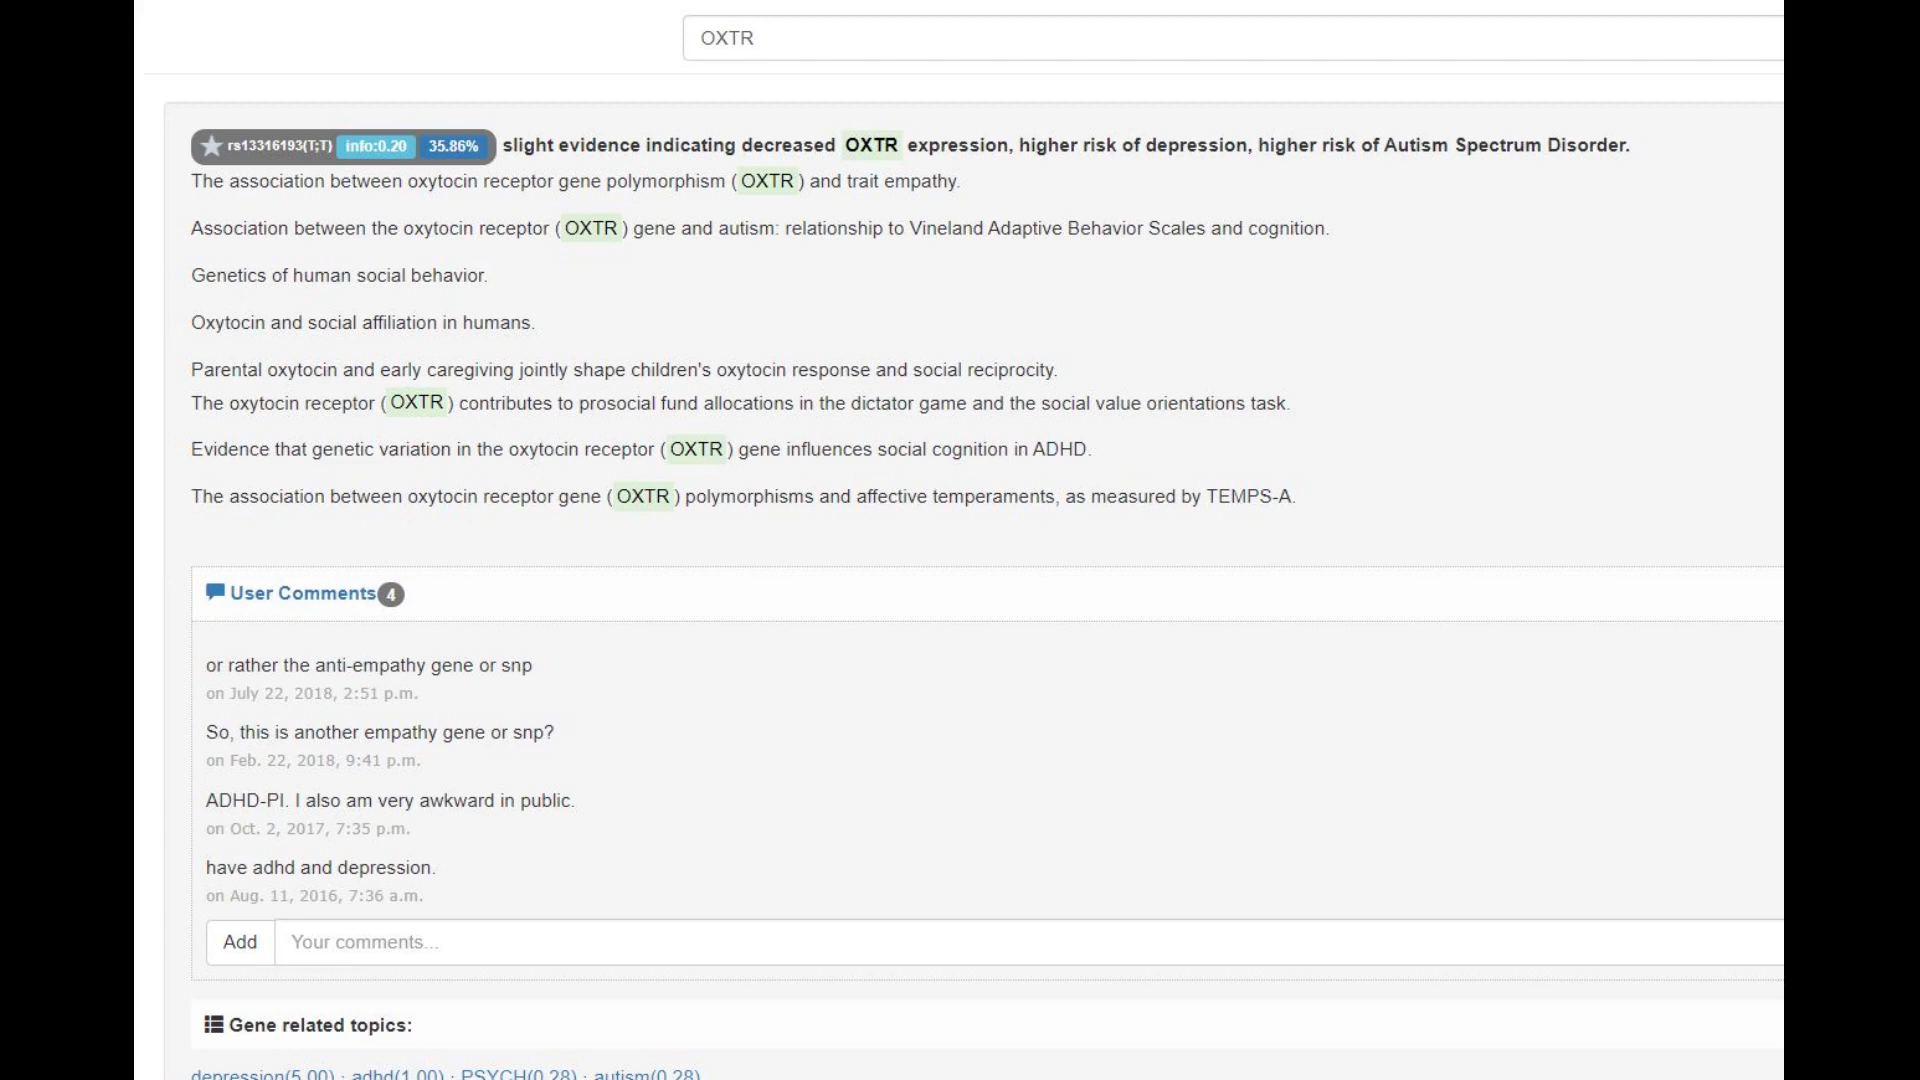 OXTR
rs13316193(T;T) info:0.20 35.86% slight evidence indicating decreased OXTR expression, higher risk of depression, higher risk of Autism Spectrum Disorder.
The association between oxytocin receptor gene polymorphism ( OXTR ) and trait empathy.
Association between the oxytocin receptor ( OXTR ) gene and autism: relationship to Vineland Adaptive Behavior Scales and cognition.
Genetics of human social behavior.
Oxytocin and social affiliation in humans.
Parental oxytocin and early caregiving jointly shape children's oxytocin response and social reciprocity.
The oxytocin receptor ( OXTR ) contributes to prosocial fund allocations in the dictator game and the social value orientations task.
Evidence that genetic variation in the oxytocin receptor ( OXTR ) gene influences social cognition in ADHD.
The association between oxytocin receptor gene ( OXTR ) polymorphisms and affective temperaments, as measured by TEMPS-A.
User Comments 4
or rather the anti-empathy gene or snp
on July 22, 2018, 2:51 p.m.
So, this is another empathy gene or snp?
on Feb. 22, 2018, 9:41 p.m.
ADHD-PI. I also am very awkward in public.
on Oct. 2, 2017, 7:35 p.m.
have adhd and depression.
on Aug. 11, 2016, 7:36 a.m.
Add Your comments...
Gene related topics:
depression(5.00) · adhd(1.00) · PSYCH(0.28) · autism(0.28)